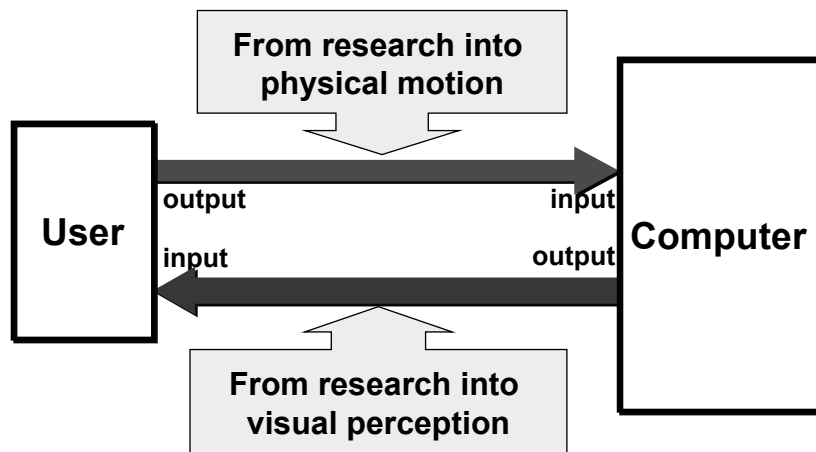 From research into
physical motion
output
input
User
Computer
input
output
From research into
visual perception